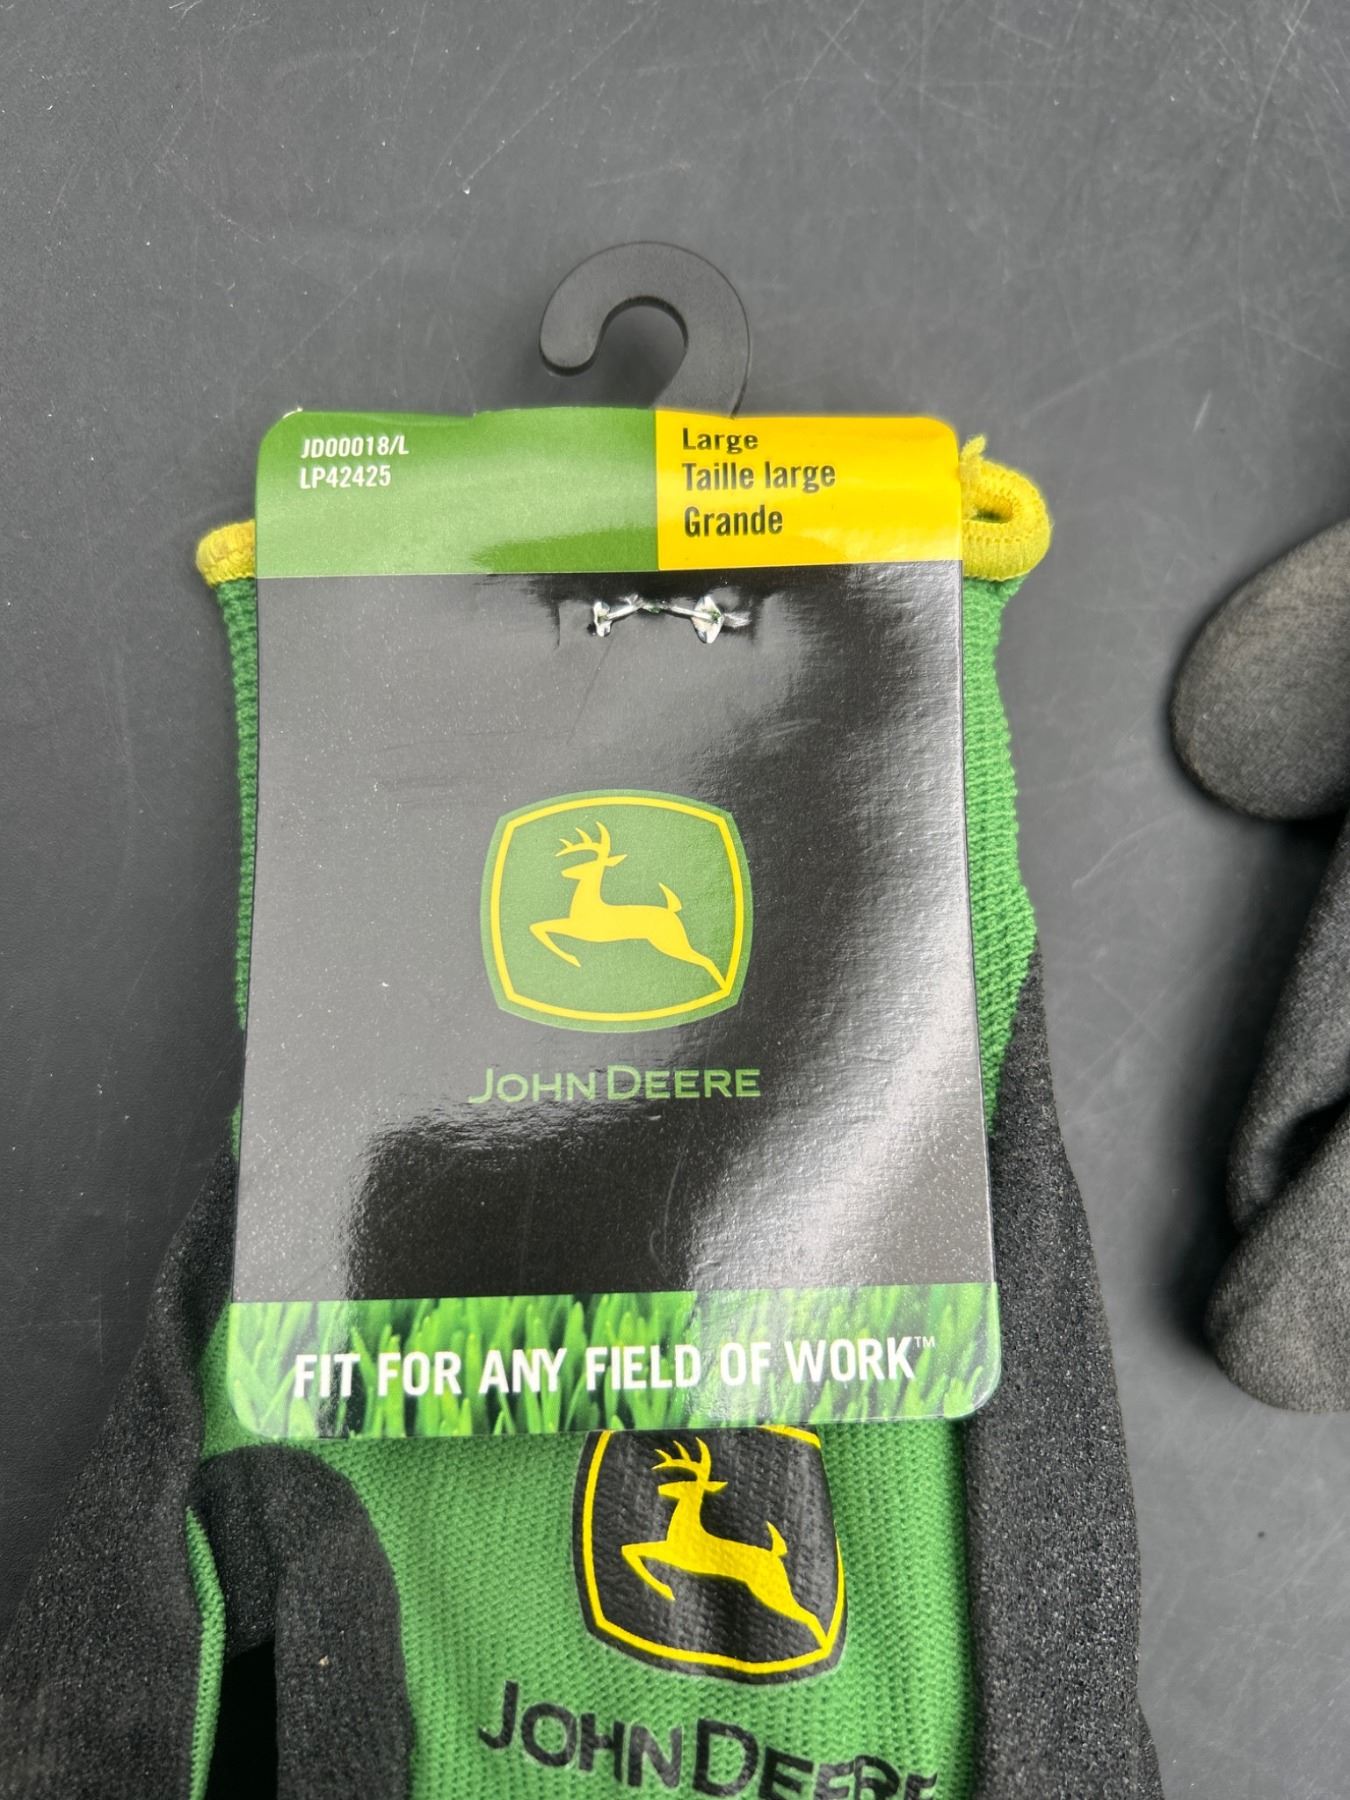 JD00018/L
LP42425
Large
Taille large
Grande
JOHN DEERE
FIT FOR ANY FIELD OF WORK™
JOHN DEERE